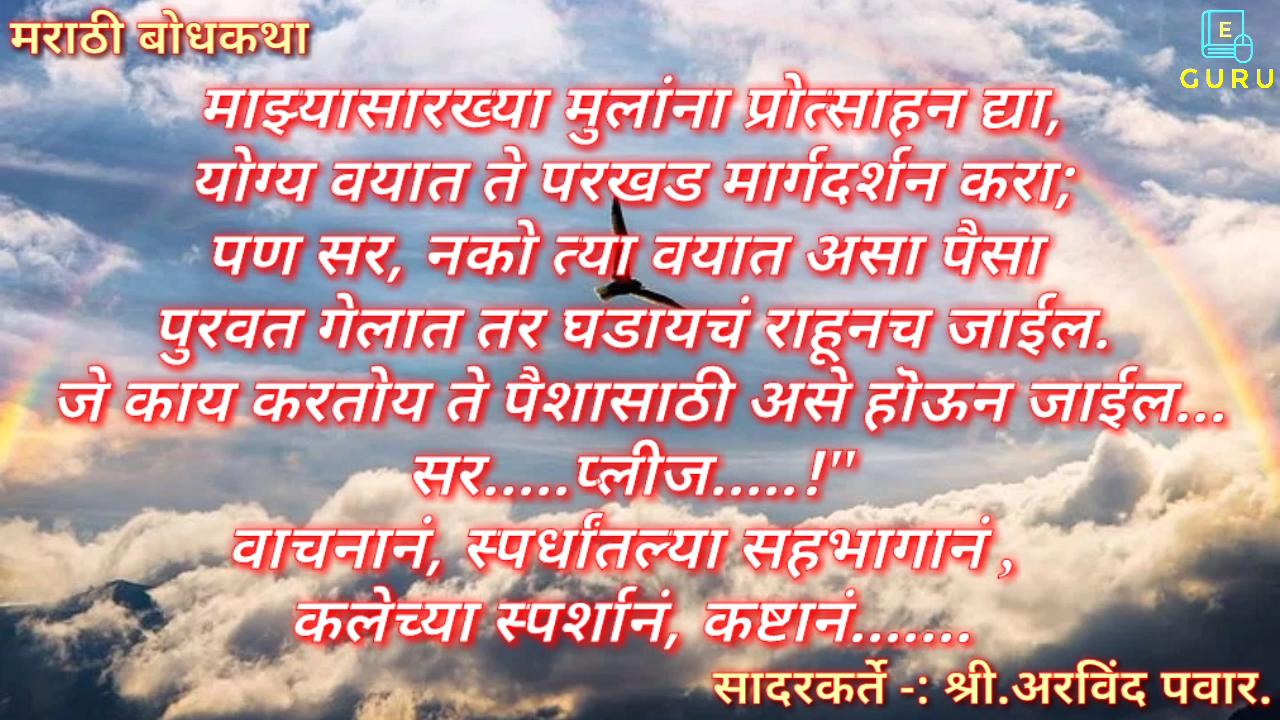 मराठी बोधकथा
E
GURU
माझ्यासारख्या मुलांना प्रोत्साहन द्या,
योग्य वयात ते परखड मार्गदर्शन करा;
पण सर, नको त्या वयात असा पैसा
पुरवत गेलात तर घडायचं राहूनच जाईल.
जे काय करतोय ते पैशासाठी असे हॊऊन जाईल...
सर.....प्लीज.....!"
वाचनानं, स्पर्धांतल्या सहभागानं ,
कलेच्या स्पर्शानं, कष्टानं.......
सादरकर्ते -: श्री.अरविंद पवार.